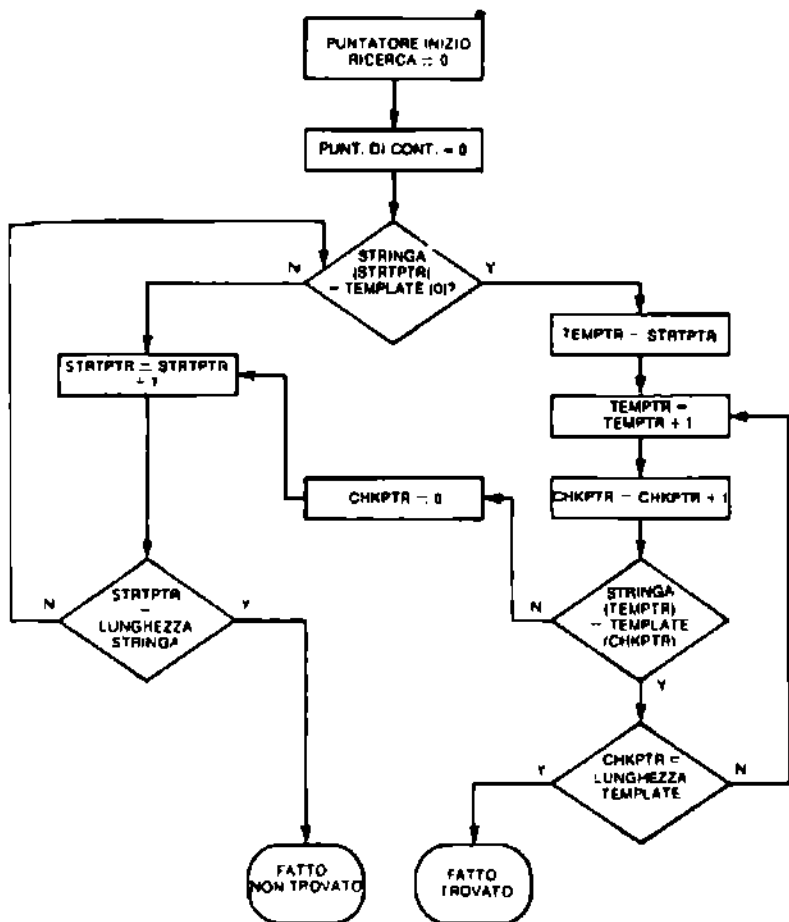 PUNTATORE INIZIO
RICERCA = 0
PUNT. DI CONT. = 0
STRINGA
(STRTPTR)
= TEMPLATE (0)?
N
Y
STRTPTR = STRTPTR
+ 1
TEMPTR = STRTPTR
TEMPTR =
TEMPTR + 1
CHKPTR = 0
CHKPTR = CHKPTR + 1
STRTPTR
=
LUNGHEZZA
STRINGA
N
Y
STRINGA
(TEMPTR)
= TEMPLATE
(CHKPTR)
N
Y
CHKPTR =
LUNGHEZZA
TEMPLATE
Y
N
FATTO
NON TROVATO
FATTO
TROVATO